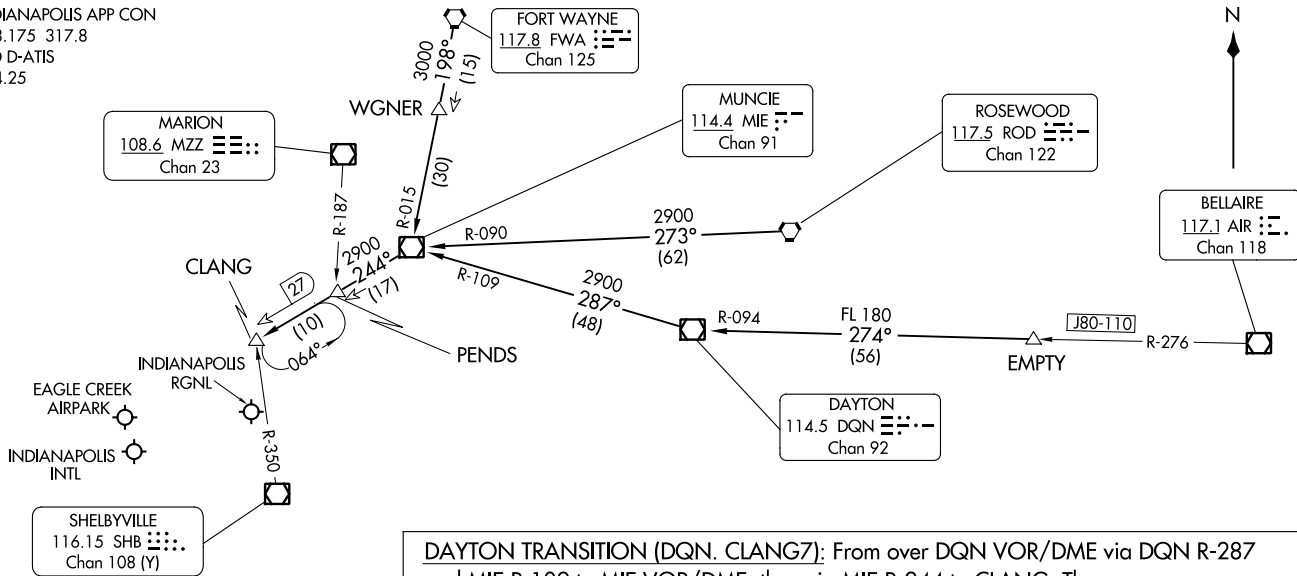 DIANAPOLIS APP CON
.175 317.8
D-ATIS
.25
FORT WAYNE
117.8 FWA
Chan 125
N
3000
198°
(15)
WGNER
MARION
108.6 MZZ
Chan 23
MUNCIE
114.4 MIE
Chan 91
ROSEWOOD
117.5 ROD
Chan 122
BELLAIRE
117.1 AIR
Chan 118
(30)
R-015
R-187
R-090
2900
273°
(62)
2900
244°
(17)
CLANG
27
(10)
064°
PENDS
R-109
2900
287°
(48)
R-094
FL 180
274°
(56)
J80-110
R-276
EMPTY
INDIANAPOLIS
RGNL
EAGLE CREEK
AIRPARK
INDIANAPOLIS
INTL
R-350
DAYTON
114.5 DQN
Chan 92
SHELBYVILLE
116.15 SHB
Chan 108 (Y)
DAYTON TRANSITION (DQN. CLANG7): From over DQN VOR/DME via DQN R-287